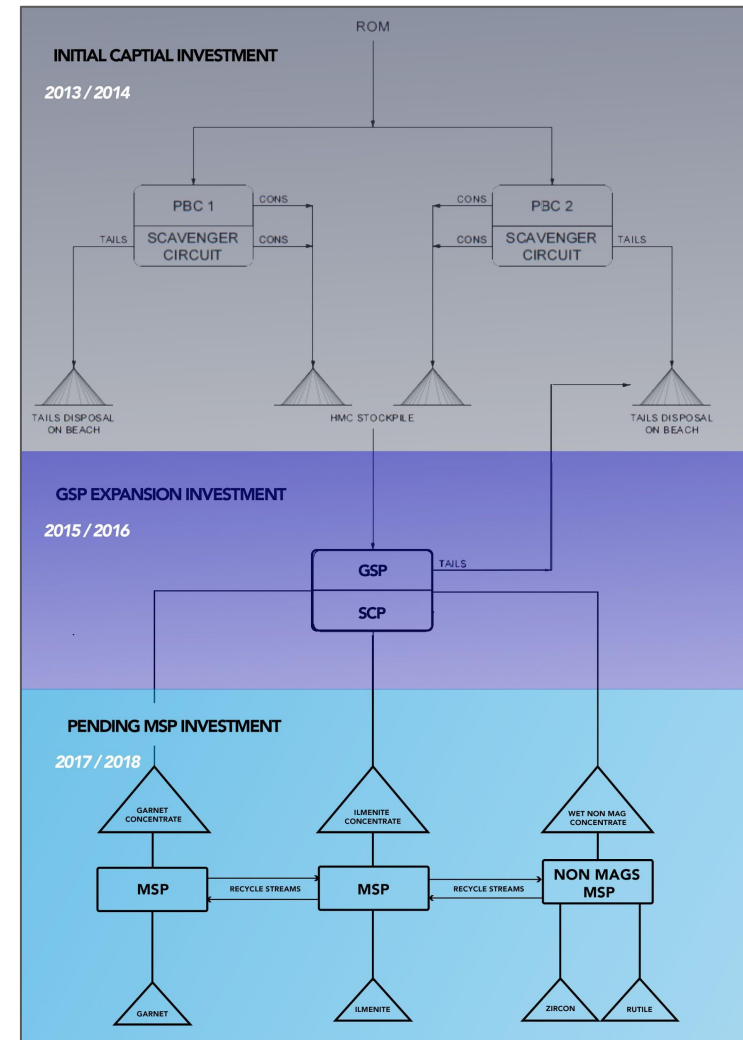 ROM
INITIAL CAPTIAL INVESTMENT
2013 / 2014
PBC 1
CONS
CONS
PBC 2
TAILS
SCAVENGER
CIRCUIT
CONS
CONS
SCAVENGER
CIRCUIT
TAILS
TAILS DISPOSAL
ON BEACH
HMC STOCKPILE
TAILS DISPOSAL
ON BEACH
GSP EXPANSION INVESTMENT
2015 / 2016
GSP
TAILS
SCP
PENDING MSP INVESTMENT
2017 / 2018
GARNET
CONCENTRATE
ILMENITE
CONCENTRATE
WET NON MAG
CONCENTRATE
MSP
RECYCLE STREAMS
MSP
RECYCLE STREAMS
NON MAGS
MSP
GARNET
ILMENITE
ZIRCON
RUTILE